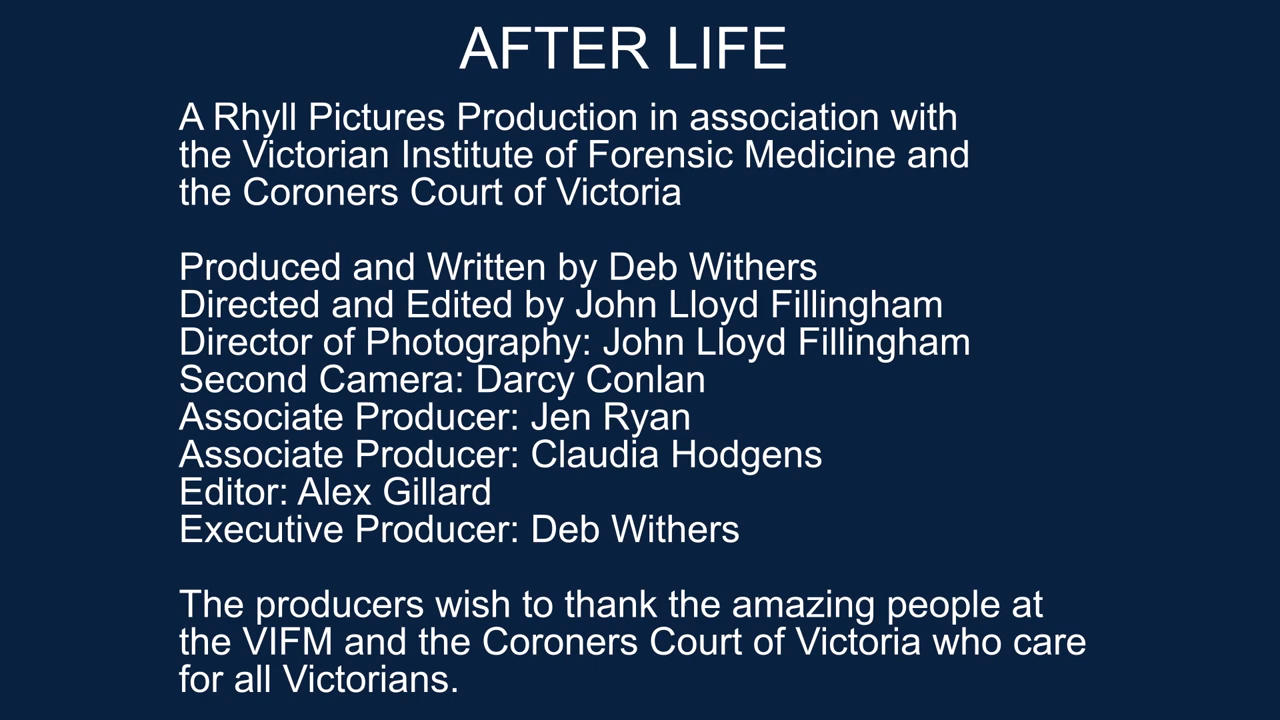 AFTER LIFE
A Rhyll Pictures Production in association with
the Victorian Institute of Forensic Medicine and
the Coroners Court of Victoria
Produced and Written by Deb Withers
Directed and Edited by John Lloyd Fillingham
Director of Photography: John Lloyd Fillingham
Second Camera: Darcy Conlan
Associate Producer: Jen Ryan
Associate Producer: Claudia Hodgens
Editor: Alex Gillard
Executive Producer: Deb Withers
The producers wish to thank the amazing people at
the VIFM and the Coroners Court of Victoria who care
for all Victorians.